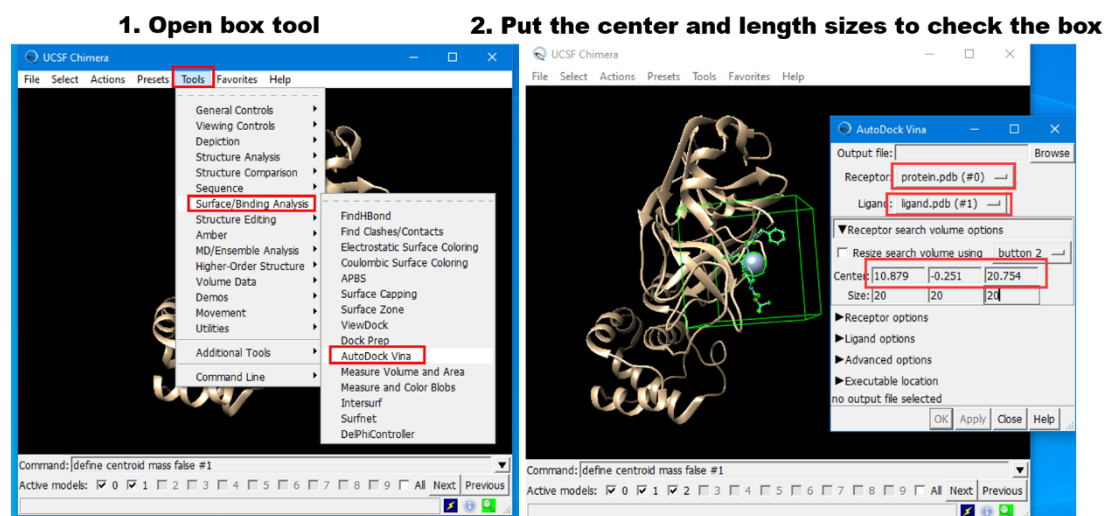 1. Open box tool
2. Put the center and length sizes to check the box
UCSF Chimera
File Select Actions Presets Tools Favorites Help
General Controls
Viewing Controls
Depiction
Structure Analysis
Structure Comparison
Sequence
Surface/Binding Analysis
Structure Editing
Amber
MD/Ensemble Analysis
Higher-Order Structure
Volume Data
Demos
Movement
Utilities
Additional Tools
Command Line
FindHBond
Find Clashes/Contacts
Electrostatic Surface Coloring
Coulombic Surface Coloring
APBS
Surface Capping
Surface Zone
ViewDock
Dock Prep
AutoDock Vina
Measure Volume and Area
Measure and Color Blobs
Intersurf
Surfnet
DelPhiController
Command: define centroid mass false #1
Active models: 0 1 2 3 4 5 6 7 8 9 All Next Previous
UCSF Chimera
File Select Actions Presets Tools Favorites Help
AutoDock Vina
Output file: Browse
Receptor: protein.pdb (#0)
Ligand: ligand.pdb (#1)
▼Receptor search volume options
Resize search volume using button 2
Center: 10.879 -0.251 20.754
Size: 20 20 20
►Receptor options
►Ligand options
►Advanced options
►Executable location
no output file selected
OK Apply Close Help
Command: define centroid mass false #1
Active models: 0 1 2 3 4 5 6 7 8 9 All Next Previous